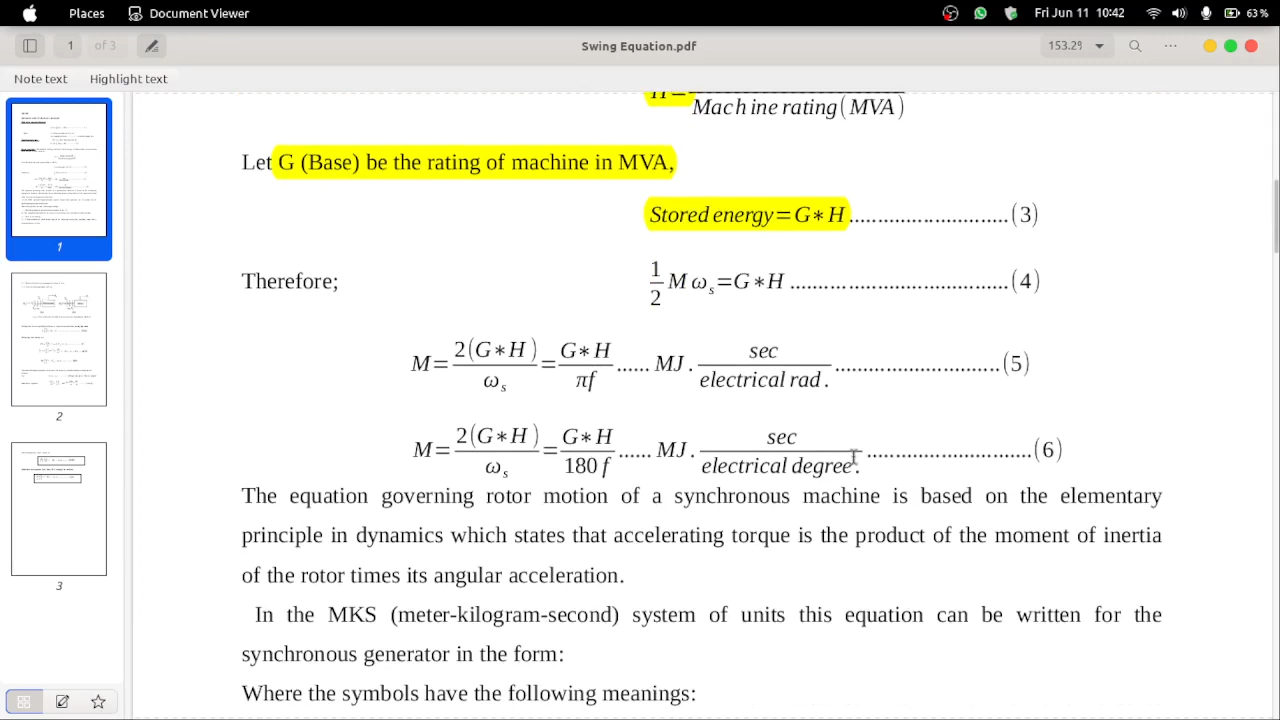 Places Document Viewer Fri Jun 11 10:42 63 %
1 of 3 Swing Equation.pdf 153.2%
Note text Highlight text
H=
Machine rating(MVA)
Let G (Base) be the rating of machine in MVA,
Stored energy=G∗H ............................(3)
Therefore; 1/2 M ω_s=G∗H .......................................(4)
M= 2(G∗H)/ω_s = G∗H/πf ...... MJ . sec/electrical rad . .............................(5)
M= 2(G∗H)/ω_s = G∗H/180 f ...... MJ . sec/electrical degree . .............................(6)
The equation governing rotor motion of a synchronous machine is based on the elementary
principle in dynamics which states that accelerating torque is the product of the moment of inertia
of the rotor times its angular acceleration.
In the MKS (meter-kilogram-second) system of units this equation can be written for the
synchronous generator in the form:
Where the symbols have the following meanings:
1
2
3